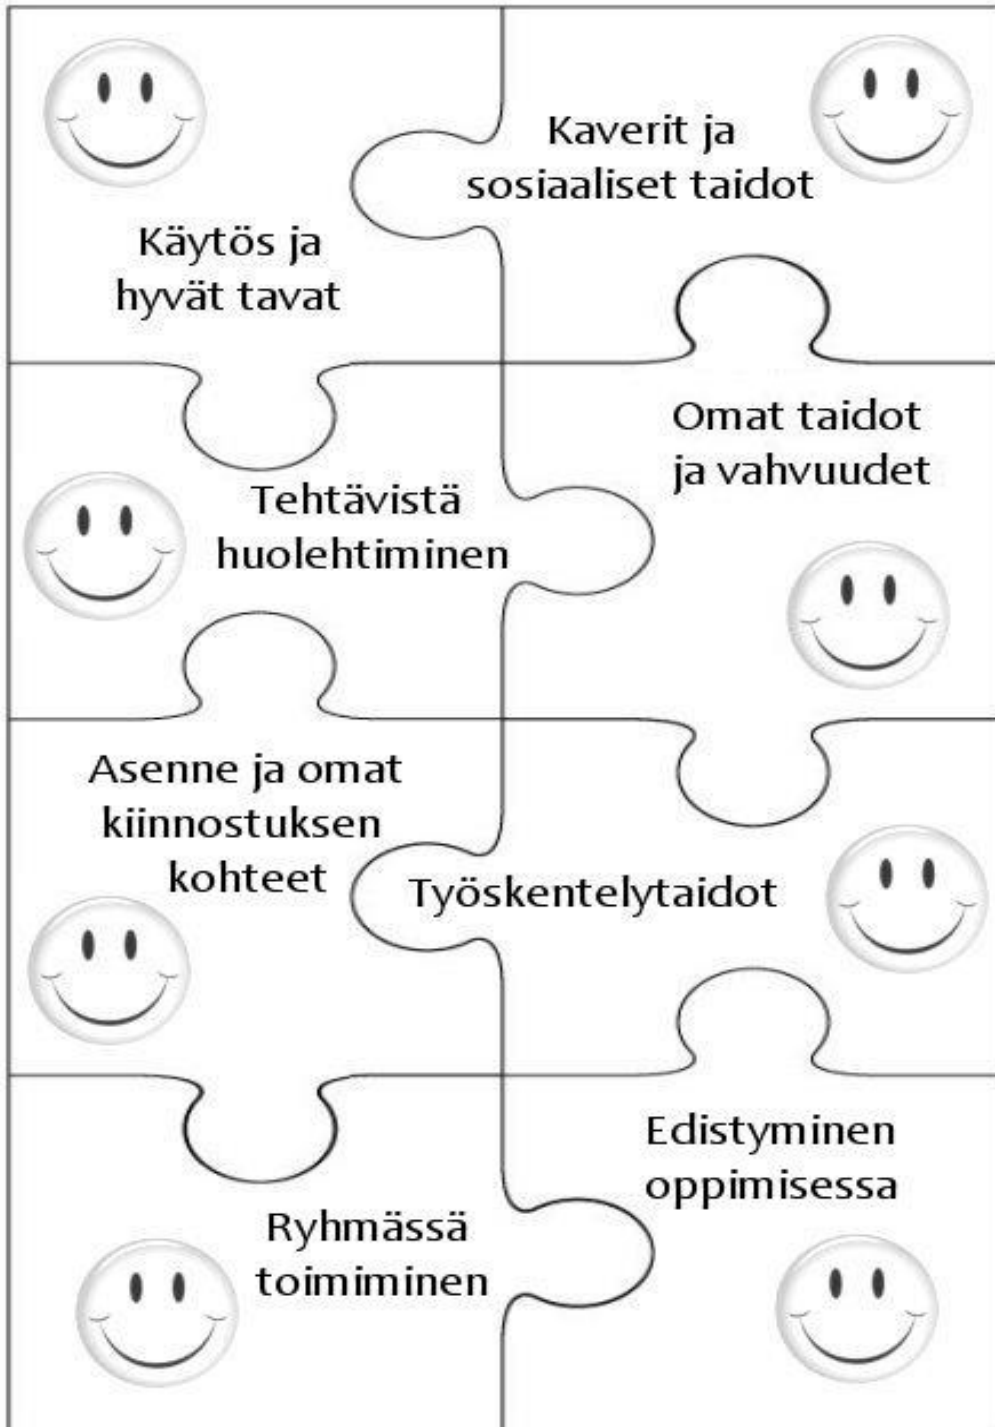 Käytös ja
hyvät tavat
Kaverit ja
sosiaaliset taidot
Tehtävistä
huolehtiminen
Omat taidot
ja vahvuudet
Asenne ja omat
kiinnostuksen
kohteet
Työskentelytaidot
Ryhmässä
toimiminen
Edistyminen
oppimisessa